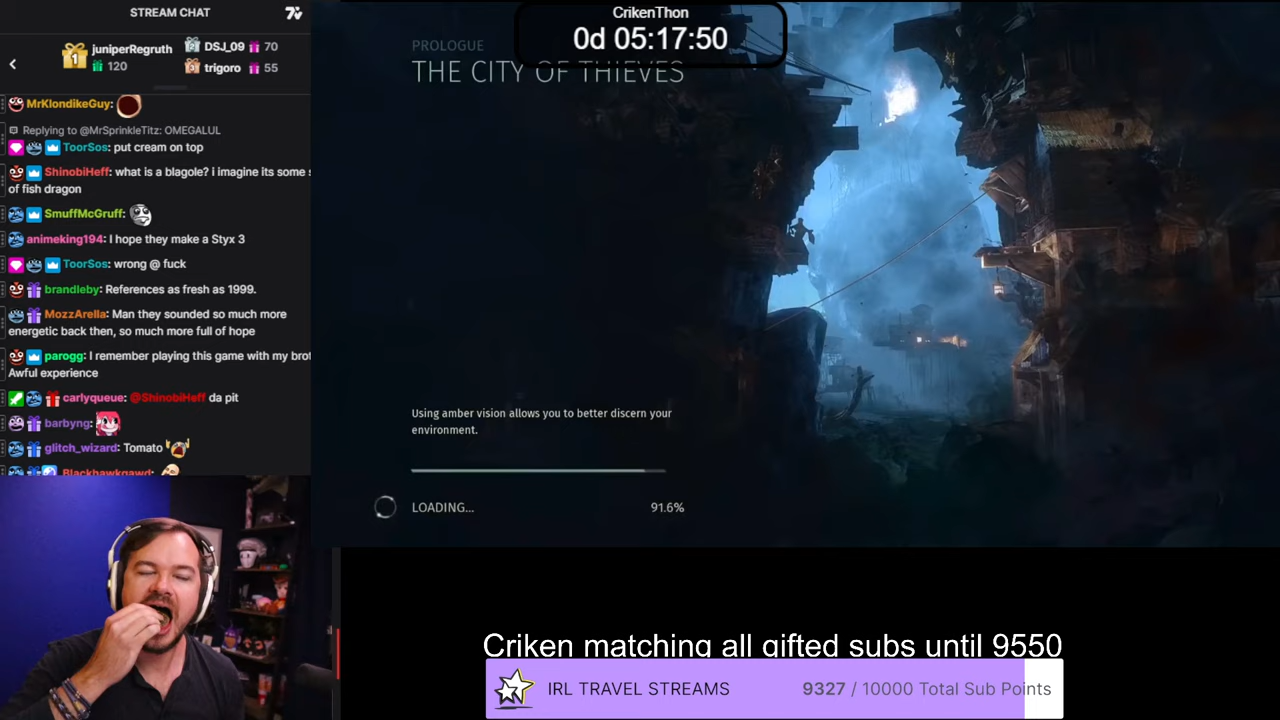 STREAM CHAT
juniperRegruth
120
DSJ_09 70
trigoro 55
MrKlondikeGuy:
Replying to @MrSprinkleTitz: OMEGALUL
ToorSos: put cream on top
ShinobiHeff: what is a blagole? i imagine its some s
of fish dragon
SmuffMcGruff:
animeking194: I hope they make a Styx 3
ToorSos: wrong @ fuck
brandleby: References as fresh as 1999.
MozzArella: Man they sounded so much more
energetic back then, so much more full of hope
parogg: I remember playing this game with my brot
Awful experience
carlyqueue: @ShinobiHeff da pit
barbyng:
glitch_wizard: Tomato
Blackhawkgawd:
CrikenThon
0d 05:17:50
PROLOGUE
THE CITY OF THIEVES
Using amber vision allows you to better discern your
environment.
LOADING...
91.6%
Criken matching all gifted subs until 9550
IRL TRAVEL STREAMS
9327 / 10000 Total Sub Points